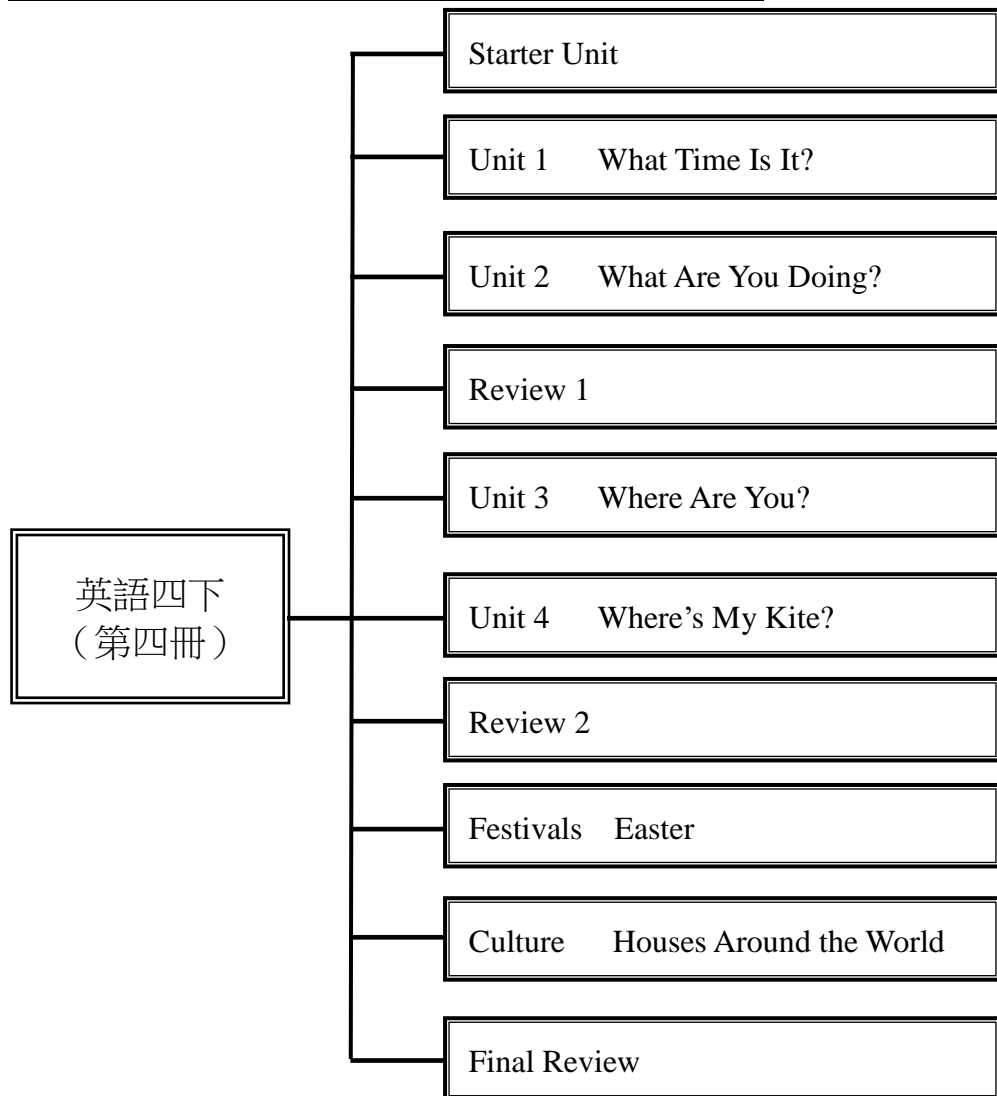 Starter Unit
Unit 1 What Time Is It?
Unit 2 What Are You Doing?
Review 1
Unit 3 Where Are You?
英語四下
（第四冊）
Unit 4 Where’s My Kite?
Review 2
Festivals Easter
Culture Houses Around the World
Final Review